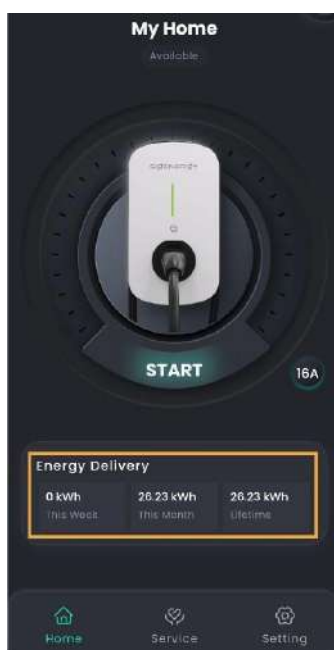 My Home
Available
sigenergy
START
16A
Energy Delivery
0 kWh 26.23 kWh 26.23 kWh
This Week This Month Lifetime
Home Service Setting